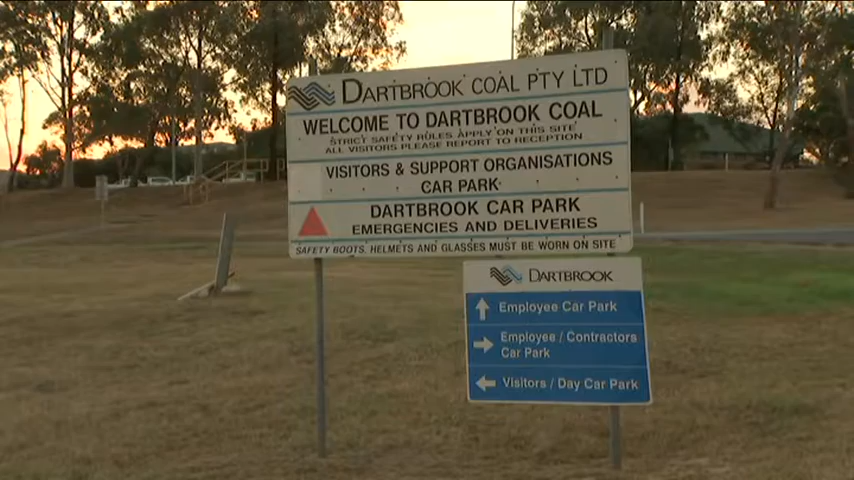 DARTBROOK COAL PTY LTD
WELCOME TO DARTBROOK COAL
STRICT SAFETY RULES APPLY ON THIS SITE
ALL VISITORS PLEASE REPORT TO RECEPTION
VISITORS & SUPPORT ORGANISATIONS
CAR PARK
DARTBROOK CAR PARK
EMERGENCIES AND DELIVERIES
SAFETY BOOTS, HELMETS AND GLASSES MUST BE WORN ON SITE
DARTBROOK
Employee Car Park
Employee / Contractors
Car Park
Visitors / Day Car Park